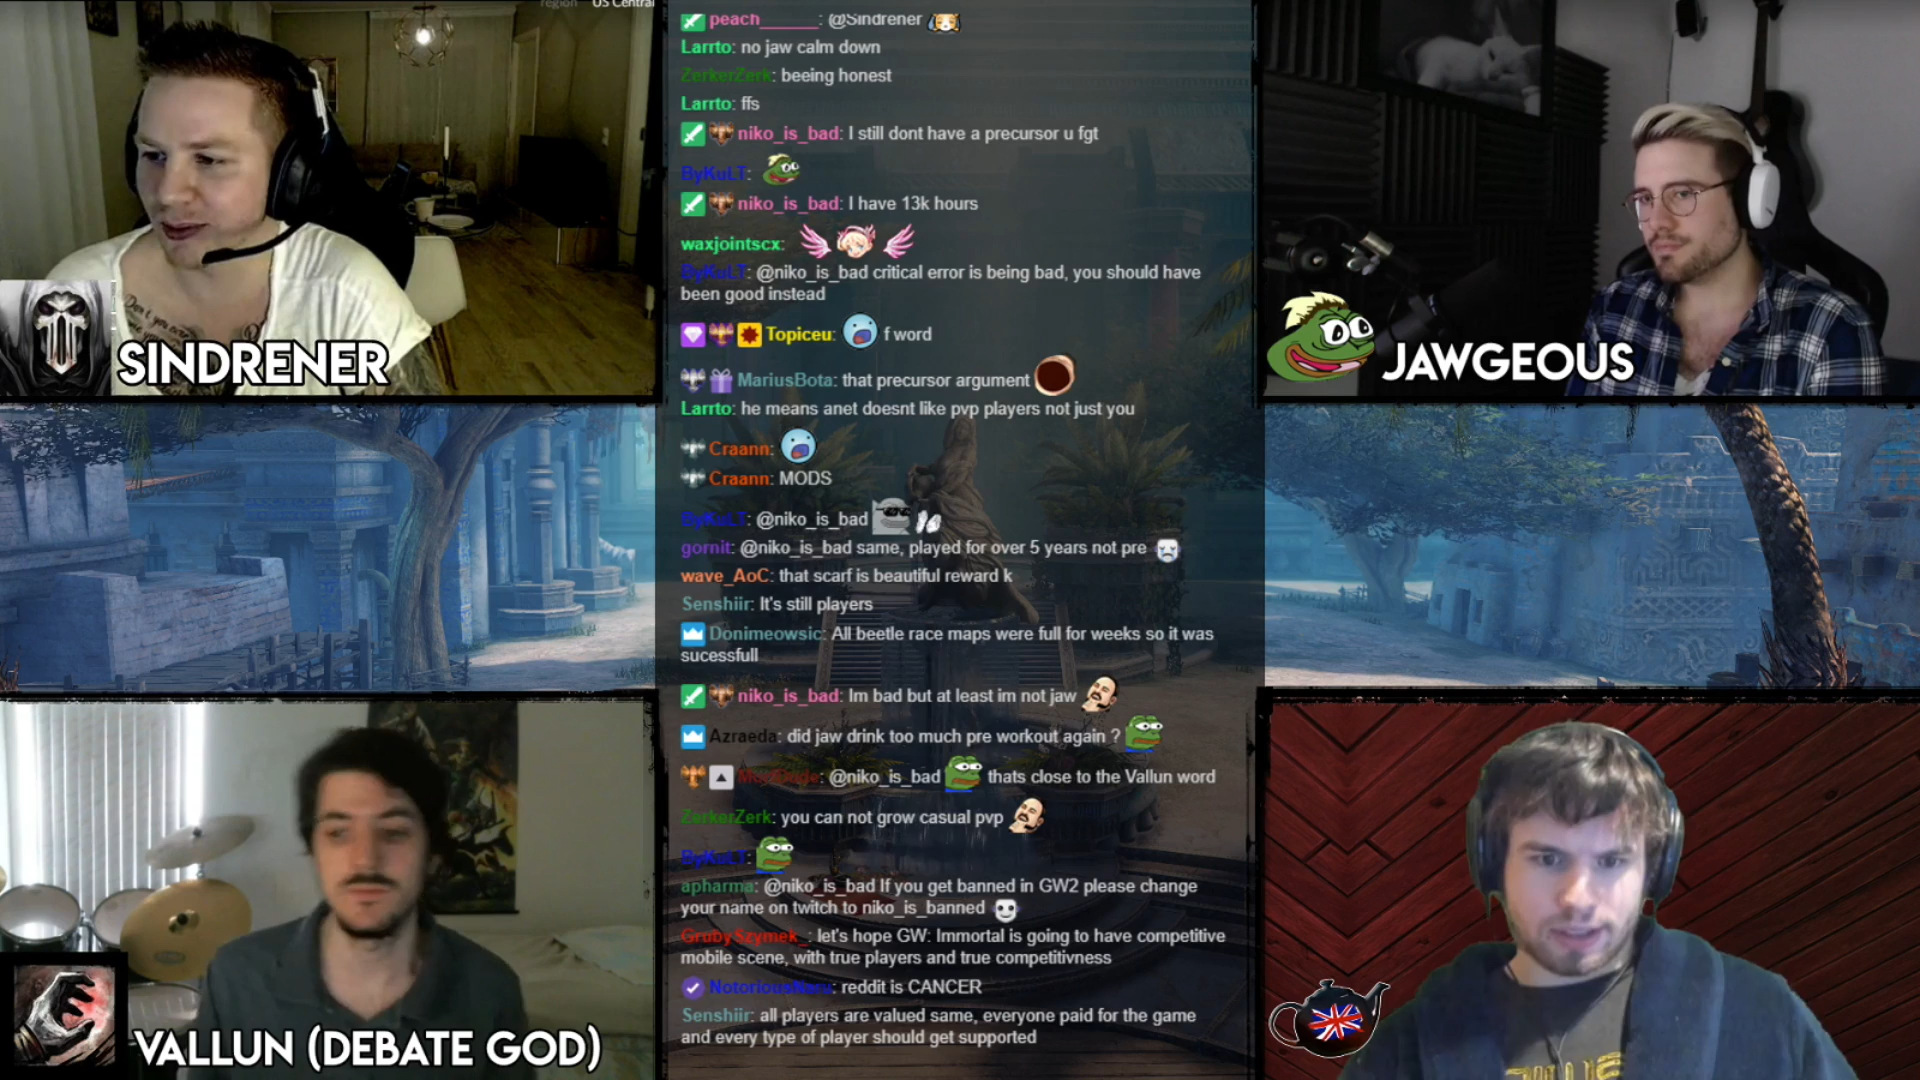 region US Central
peach______: @Sindrener
Larrto: no jaw calm down
ZerkerZerk: beeing honest
Larrto: ffs
niko_is_bad: I still dont have a precursor u fgt
ByKuLT:
niko_is_bad: I have 13k hours
waxjointscx:
ByKuLT: @niko_is_bad critical error is being bad, you should have
been good instead
Topiceu: f word
MariusBota: that precursor argument
Larrto: he means anet doesnt like pvp players not just you
Craann:
Craann: MODS
ByKuLT: @niko_is_bad
gornit: @niko_is_bad same, played for over 5 years not pre
wave_AoC: that scarf is beautiful reward k
Senshiir: It's still players
Donimeowsic: All beetle race maps were full for weeks so it was
sucessfull
niko_is_bad: Im bad but at least im not jaw
Azraeda: did jaw drink too much pre workout again ?
: @niko_is_bad thats close to the Vallun word
ZerkerZerk: you can not grow casual pvp
ByKuLT:
apharma: @niko_is_bad If you get banned in GW2 please change
your name on twitch to niko_is_banned
GrubySzymek_: let's hope GW: Immortal is going to have competitive
mobile scene, with true players and true competitivness
: reddit is CANCER
Senshiir: all players are valued same, everyone paid for the game
and every type of player should get supported
SINDRENER
JAWGEOUS
VALLUN (DEBATE GOD)